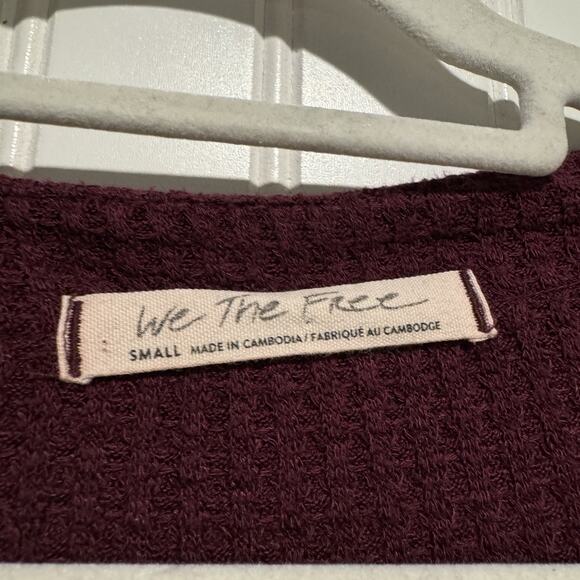 We The Free
SMALL MADE IN CAMBODIA / FABRIQUÉ AU CAMBODGE